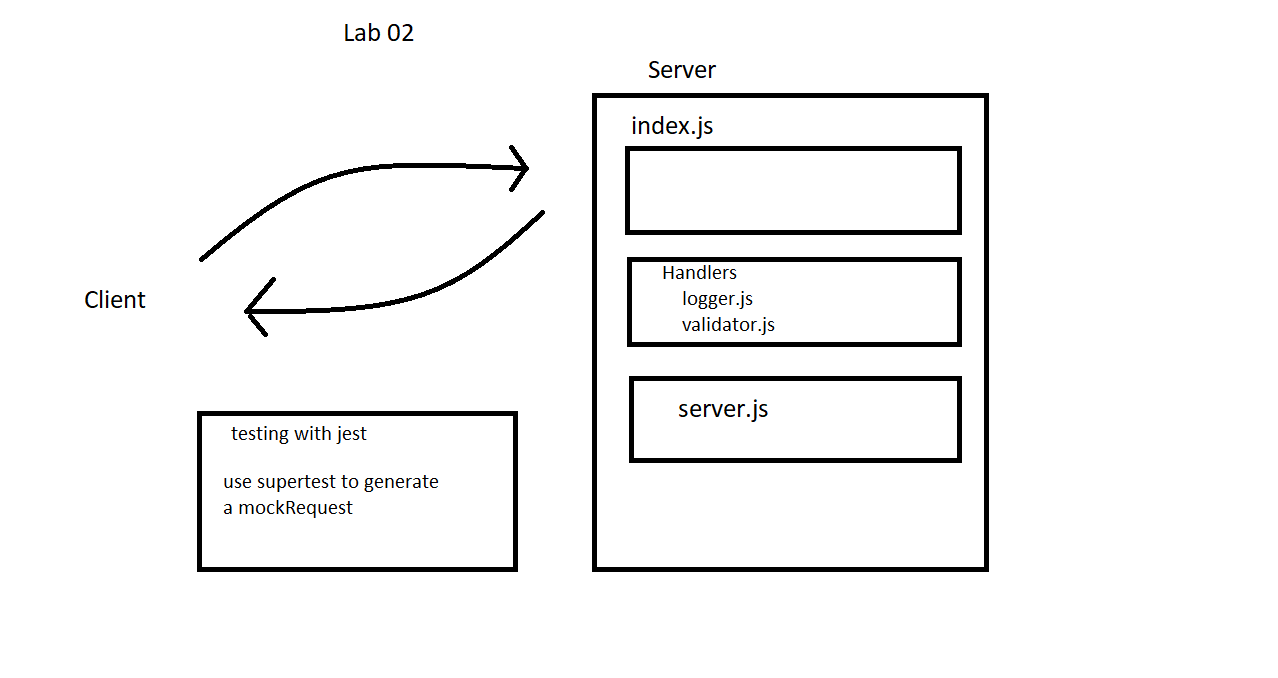 Lab 02
Server
index.js
Handlers
logger.js
validator.js
server.js
Client
testing with jest
use supertest to generate
a mockRequest